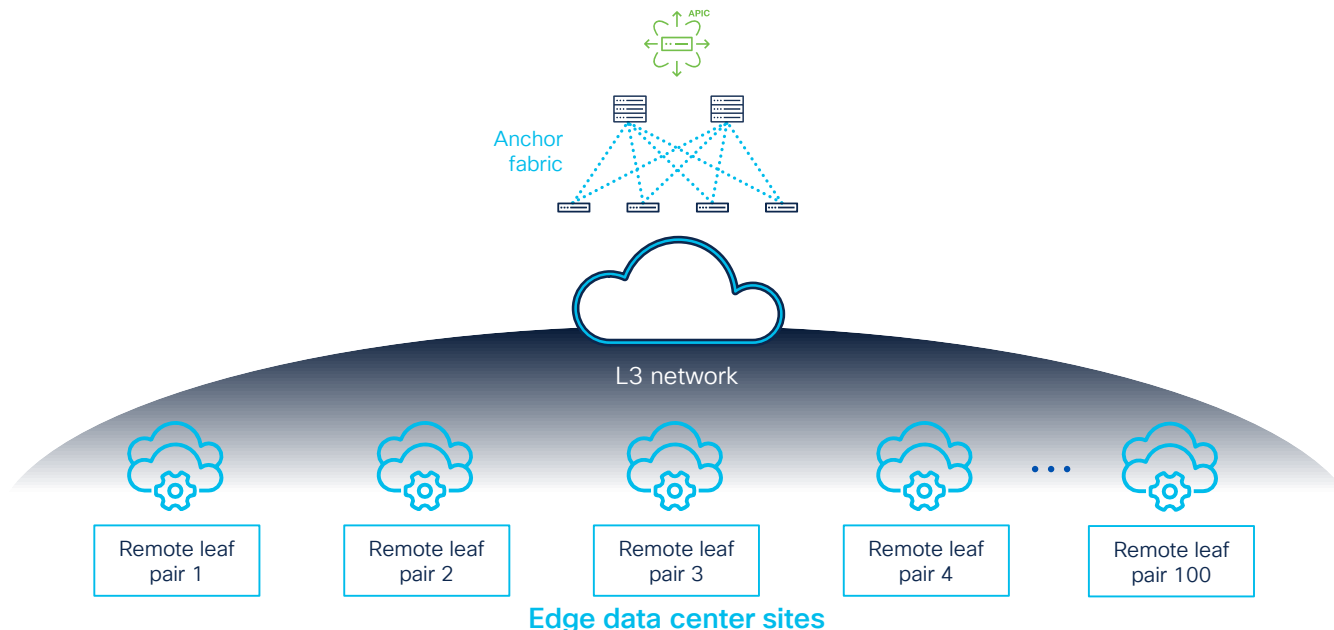 APIC
Anchor
fabric
L3 network
Remote leaf
pair 1
Remote leaf
pair 2
Remote leaf
pair 3
Remote leaf
pair 4
Remote leaf
pair 100
Edge data center sites